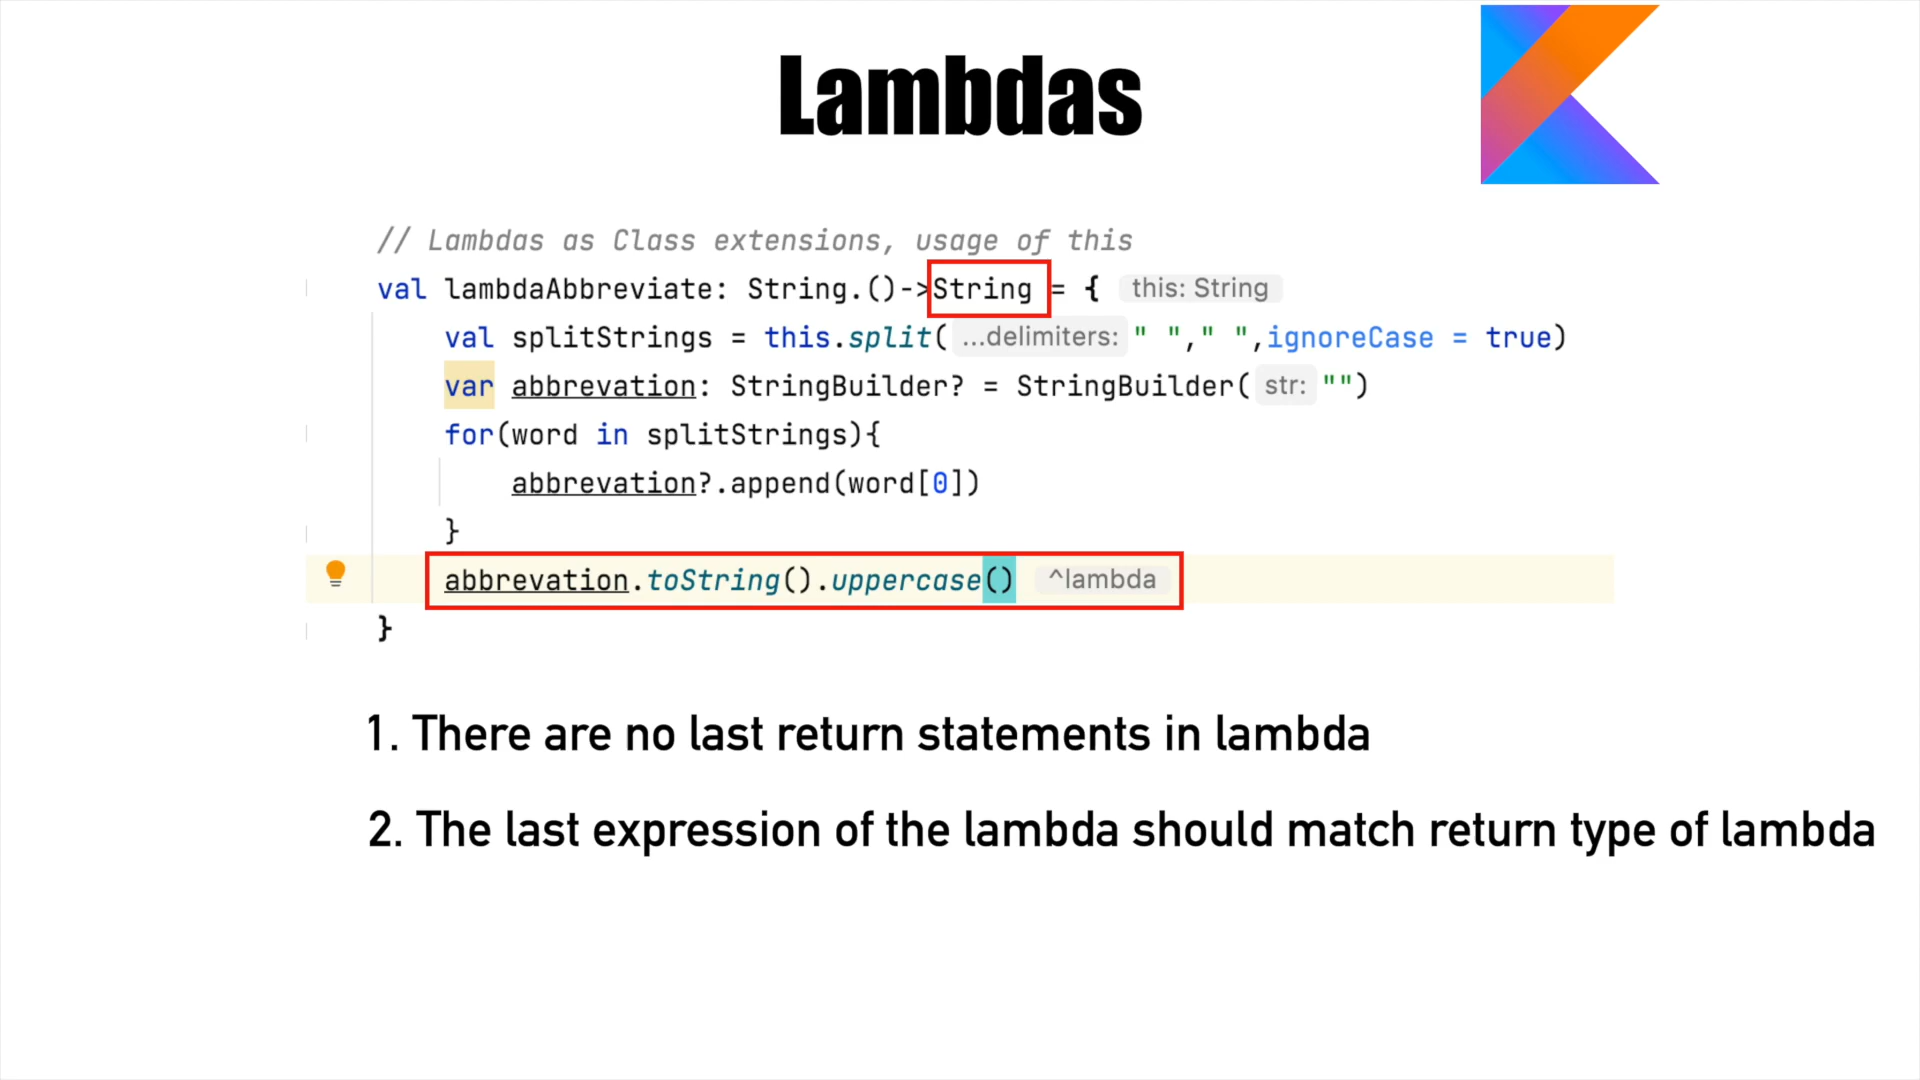 Lambdas
// Lambdas as Class extensions, usage of this
val lambdaAbbreviate: String.()->String = { this: String
val splitStrings = this.split( ...delimiters: " "," ",ignoreCase = true)
var abbrevation: StringBuilder? = StringBuilder( str: "")
for(word in splitStrings){
abbrevation?.append(word[0])
}
abbrevation.toString().uppercase() ^lambda
}
1. There are no last return statements in lambda
2. The last expression of the lambda should match return type of lambda